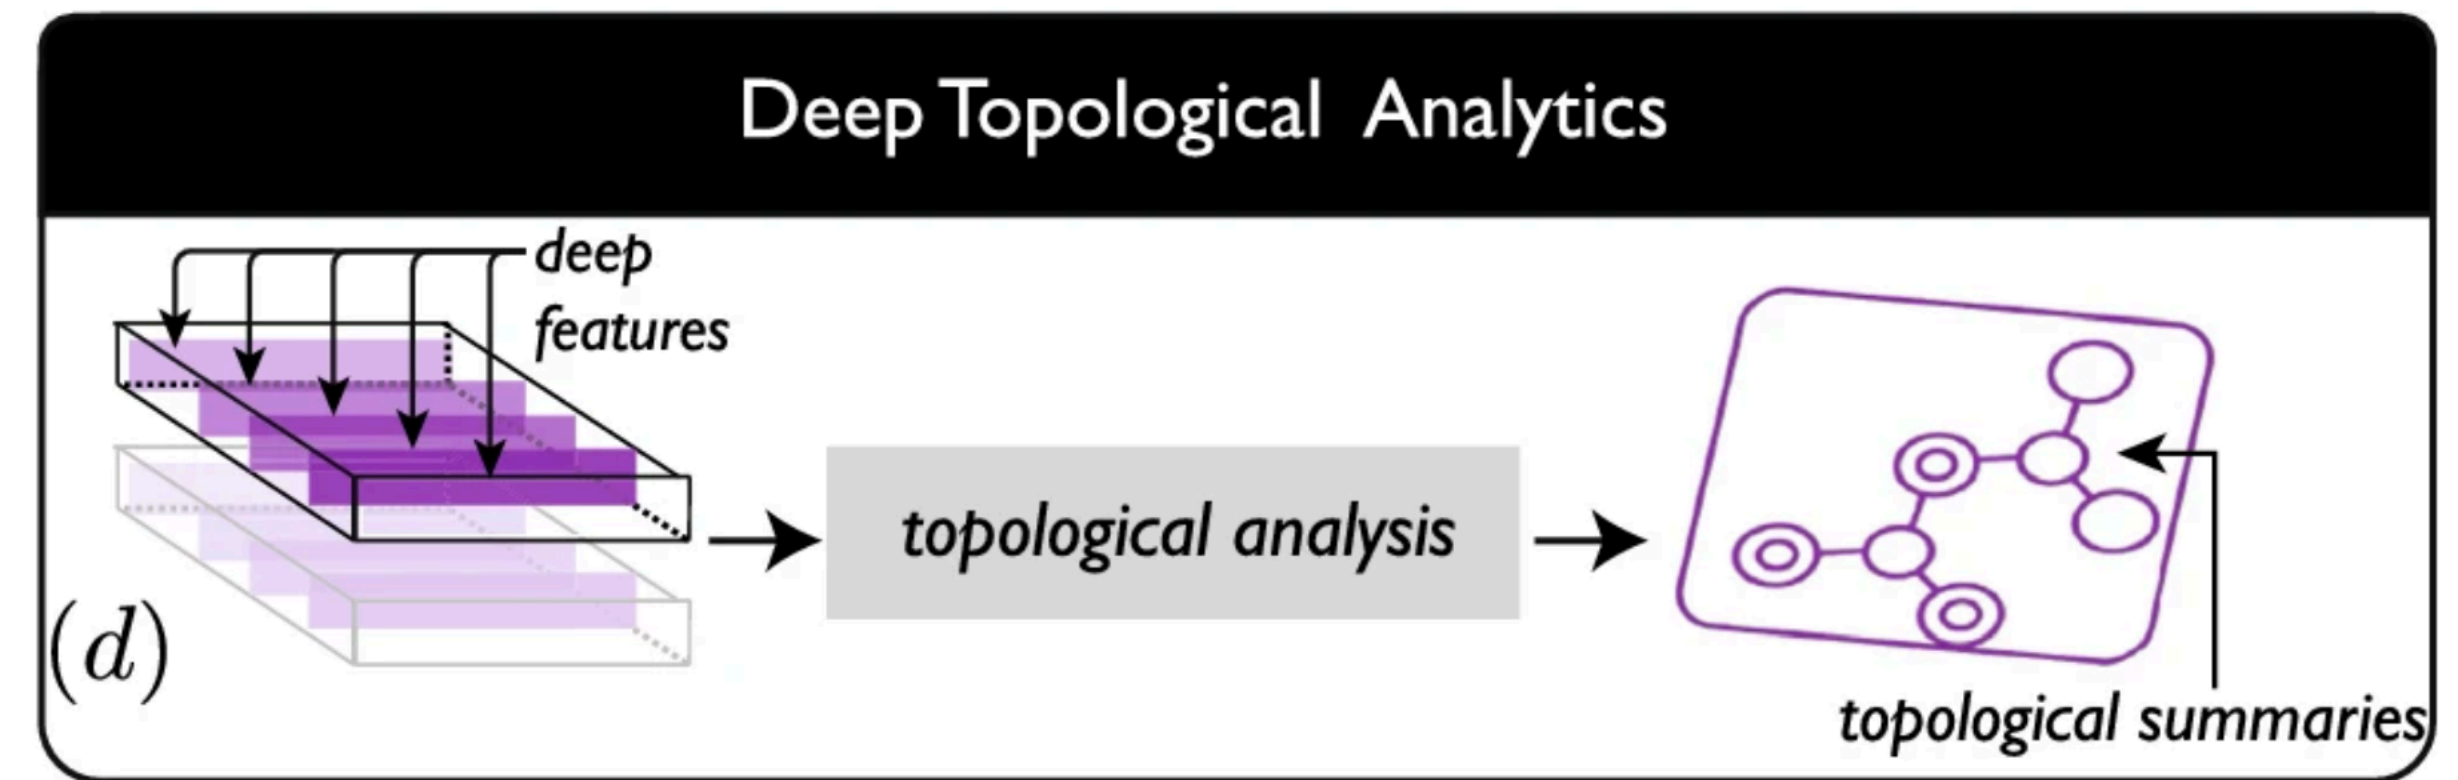 Deep Topological Analytics
deep
features
topological analysis
(d)
topological summaries